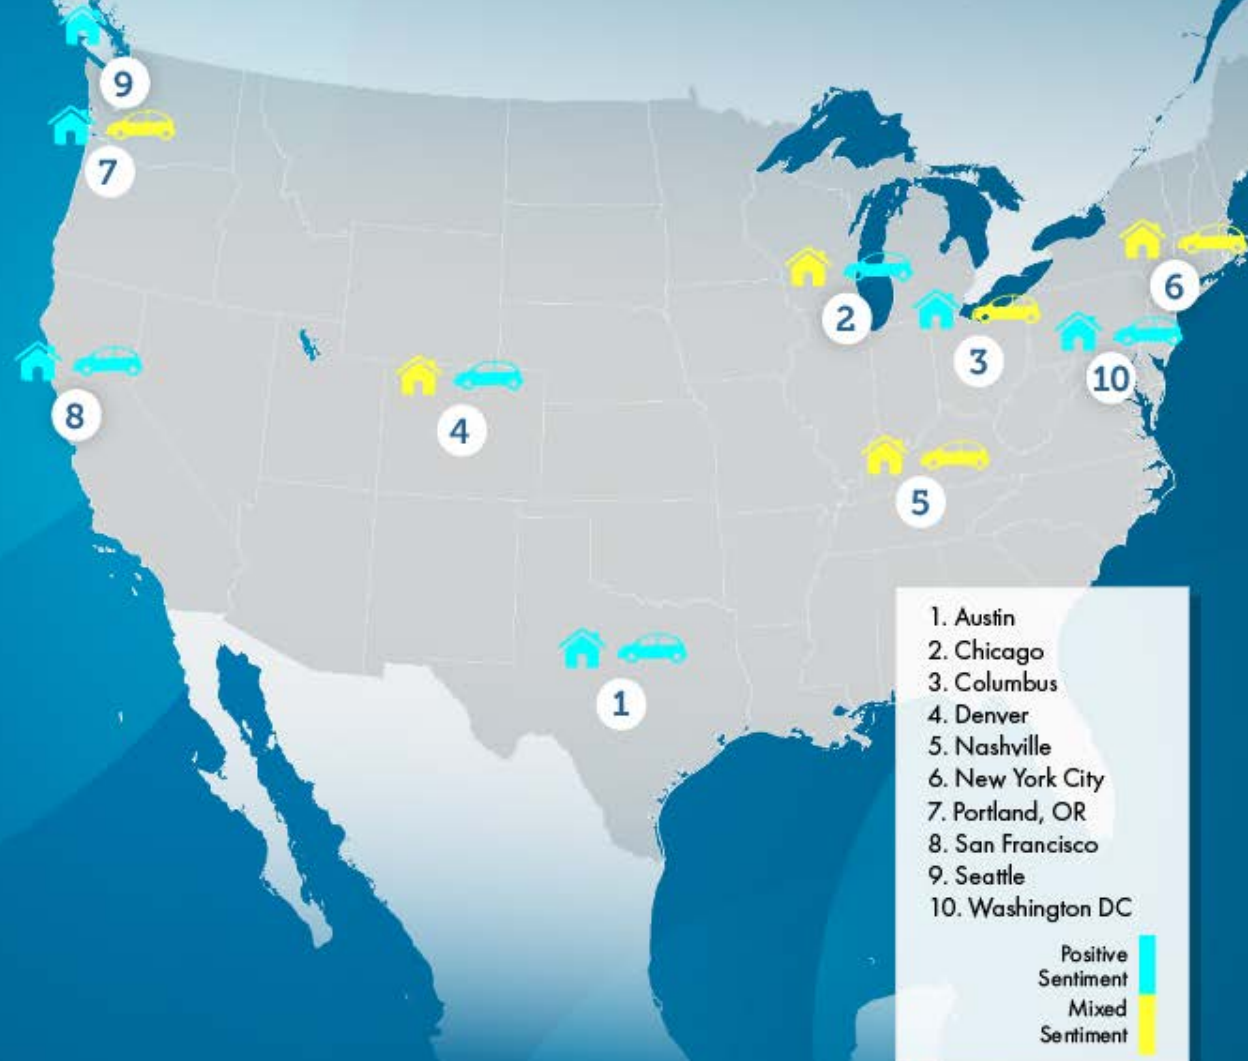 9
7
6
2
3
10
8
4
5
1
1. Austin
2. Chicago
3. Columbus
4. Denver
5. Nashville
6. New York City
7. Portland, OR
8. San Francisco
9. Seattle
10. Washington DC
Positive
Sentiment
Mixed
Sentiment